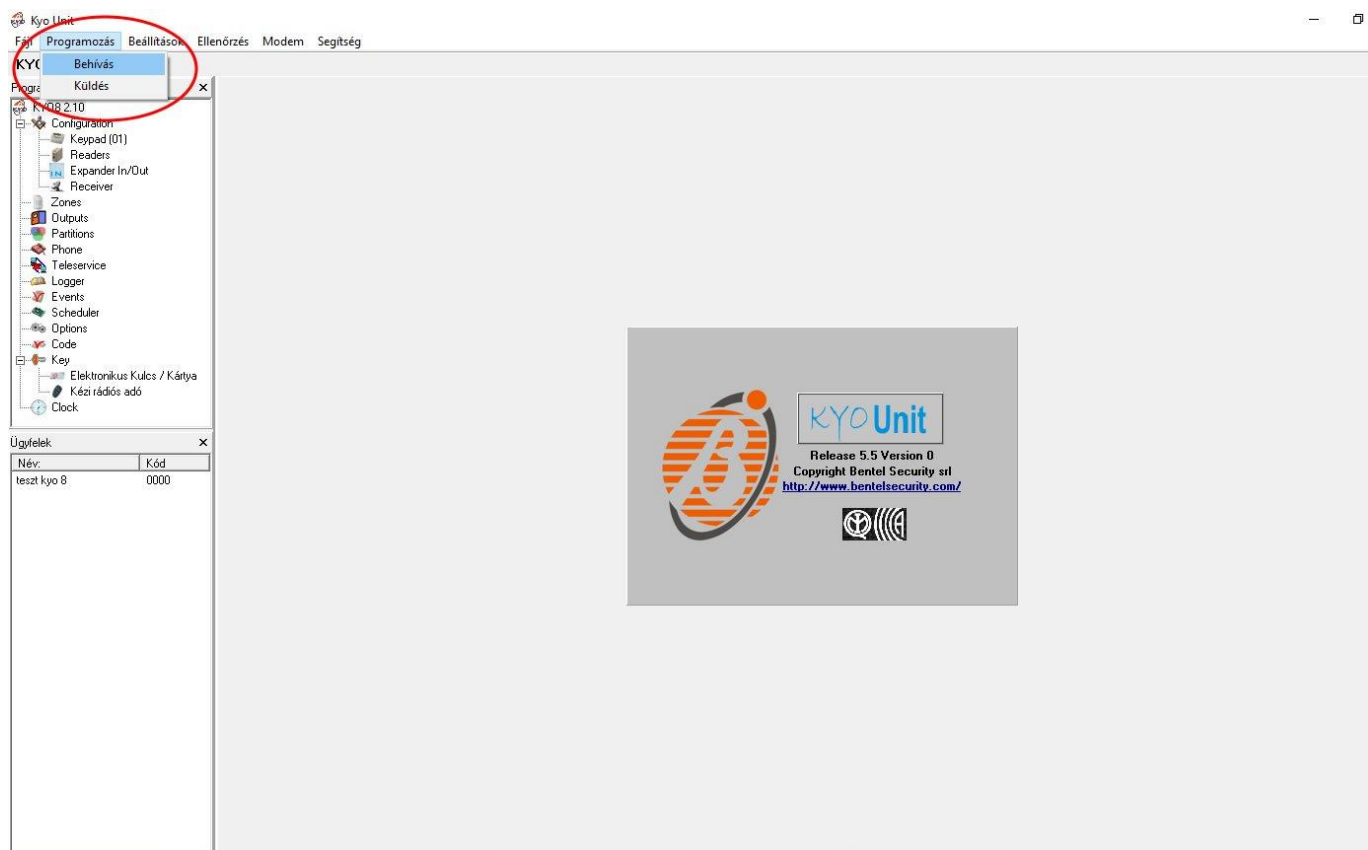 Kyo Unit
Fájl Programozás Beállítások Ellenőrzés Modem Segítség
Behívás
Küldés
KYO8 2.10
Configuration
Keypad (01)
Readers
IN
Expander In/Out
Receiver
Zones
Outputs
Partitions
Phone
Teleservice
Logger
Events
Scheduler
Options
Code
Key
Elektronikus Kulcs / Kártya
Kézi rádiós adó
Clock
Ügyfelek
Név: Kód
teszt kyo 8 0000
KYO Unit
Release 5.5 Version 0
Copyright Bentel Security srl
http://www.bentelsecurity.com/